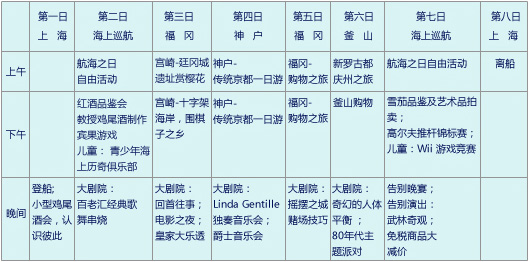 第一日 第二日 第三日 第四日 第五日 第六日 第七日 第八日
上 海 海上巡航 福 冈 神 户 福 冈 釜 山 海上巡航 上 海
上午
航海之日
自由活动
宫崎-廷冈城
遗址赏樱花
神户-
传统京都一日游
福冈-
购物之旅
新罗古都
庆州之旅
航海之日自由活动
离船
下午
红酒品鉴会
教授鸡尾酒制作
宾果游戏
儿童： 青少年海
上历奇俱乐部
宫崎-十字架
海岸，围棋
子之乡
神户-
传统京都一日游
福冈-
购物之旅
釜山购物
雪茄品鉴及艺术品拍
卖；
高尔夫推杆锦标赛；
儿童：Wii 游戏竞赛
晚间
登船;
小型鸡尾
酒会，认
识彼此
大剧院：
百老汇经典歌
舞串烧
大剧院：
回首往事；
电影之夜；
皇家大乐透
大剧院：
Linda Gentille
独奏音乐会；
爵士音乐会
大剧院：
摇摆之城
赌场技巧
大剧院：
奇幻的人体
平衡 ；
80年代主
题派对
告别晚宴；
告别演出：
武林奇观；
免税商品大
减价